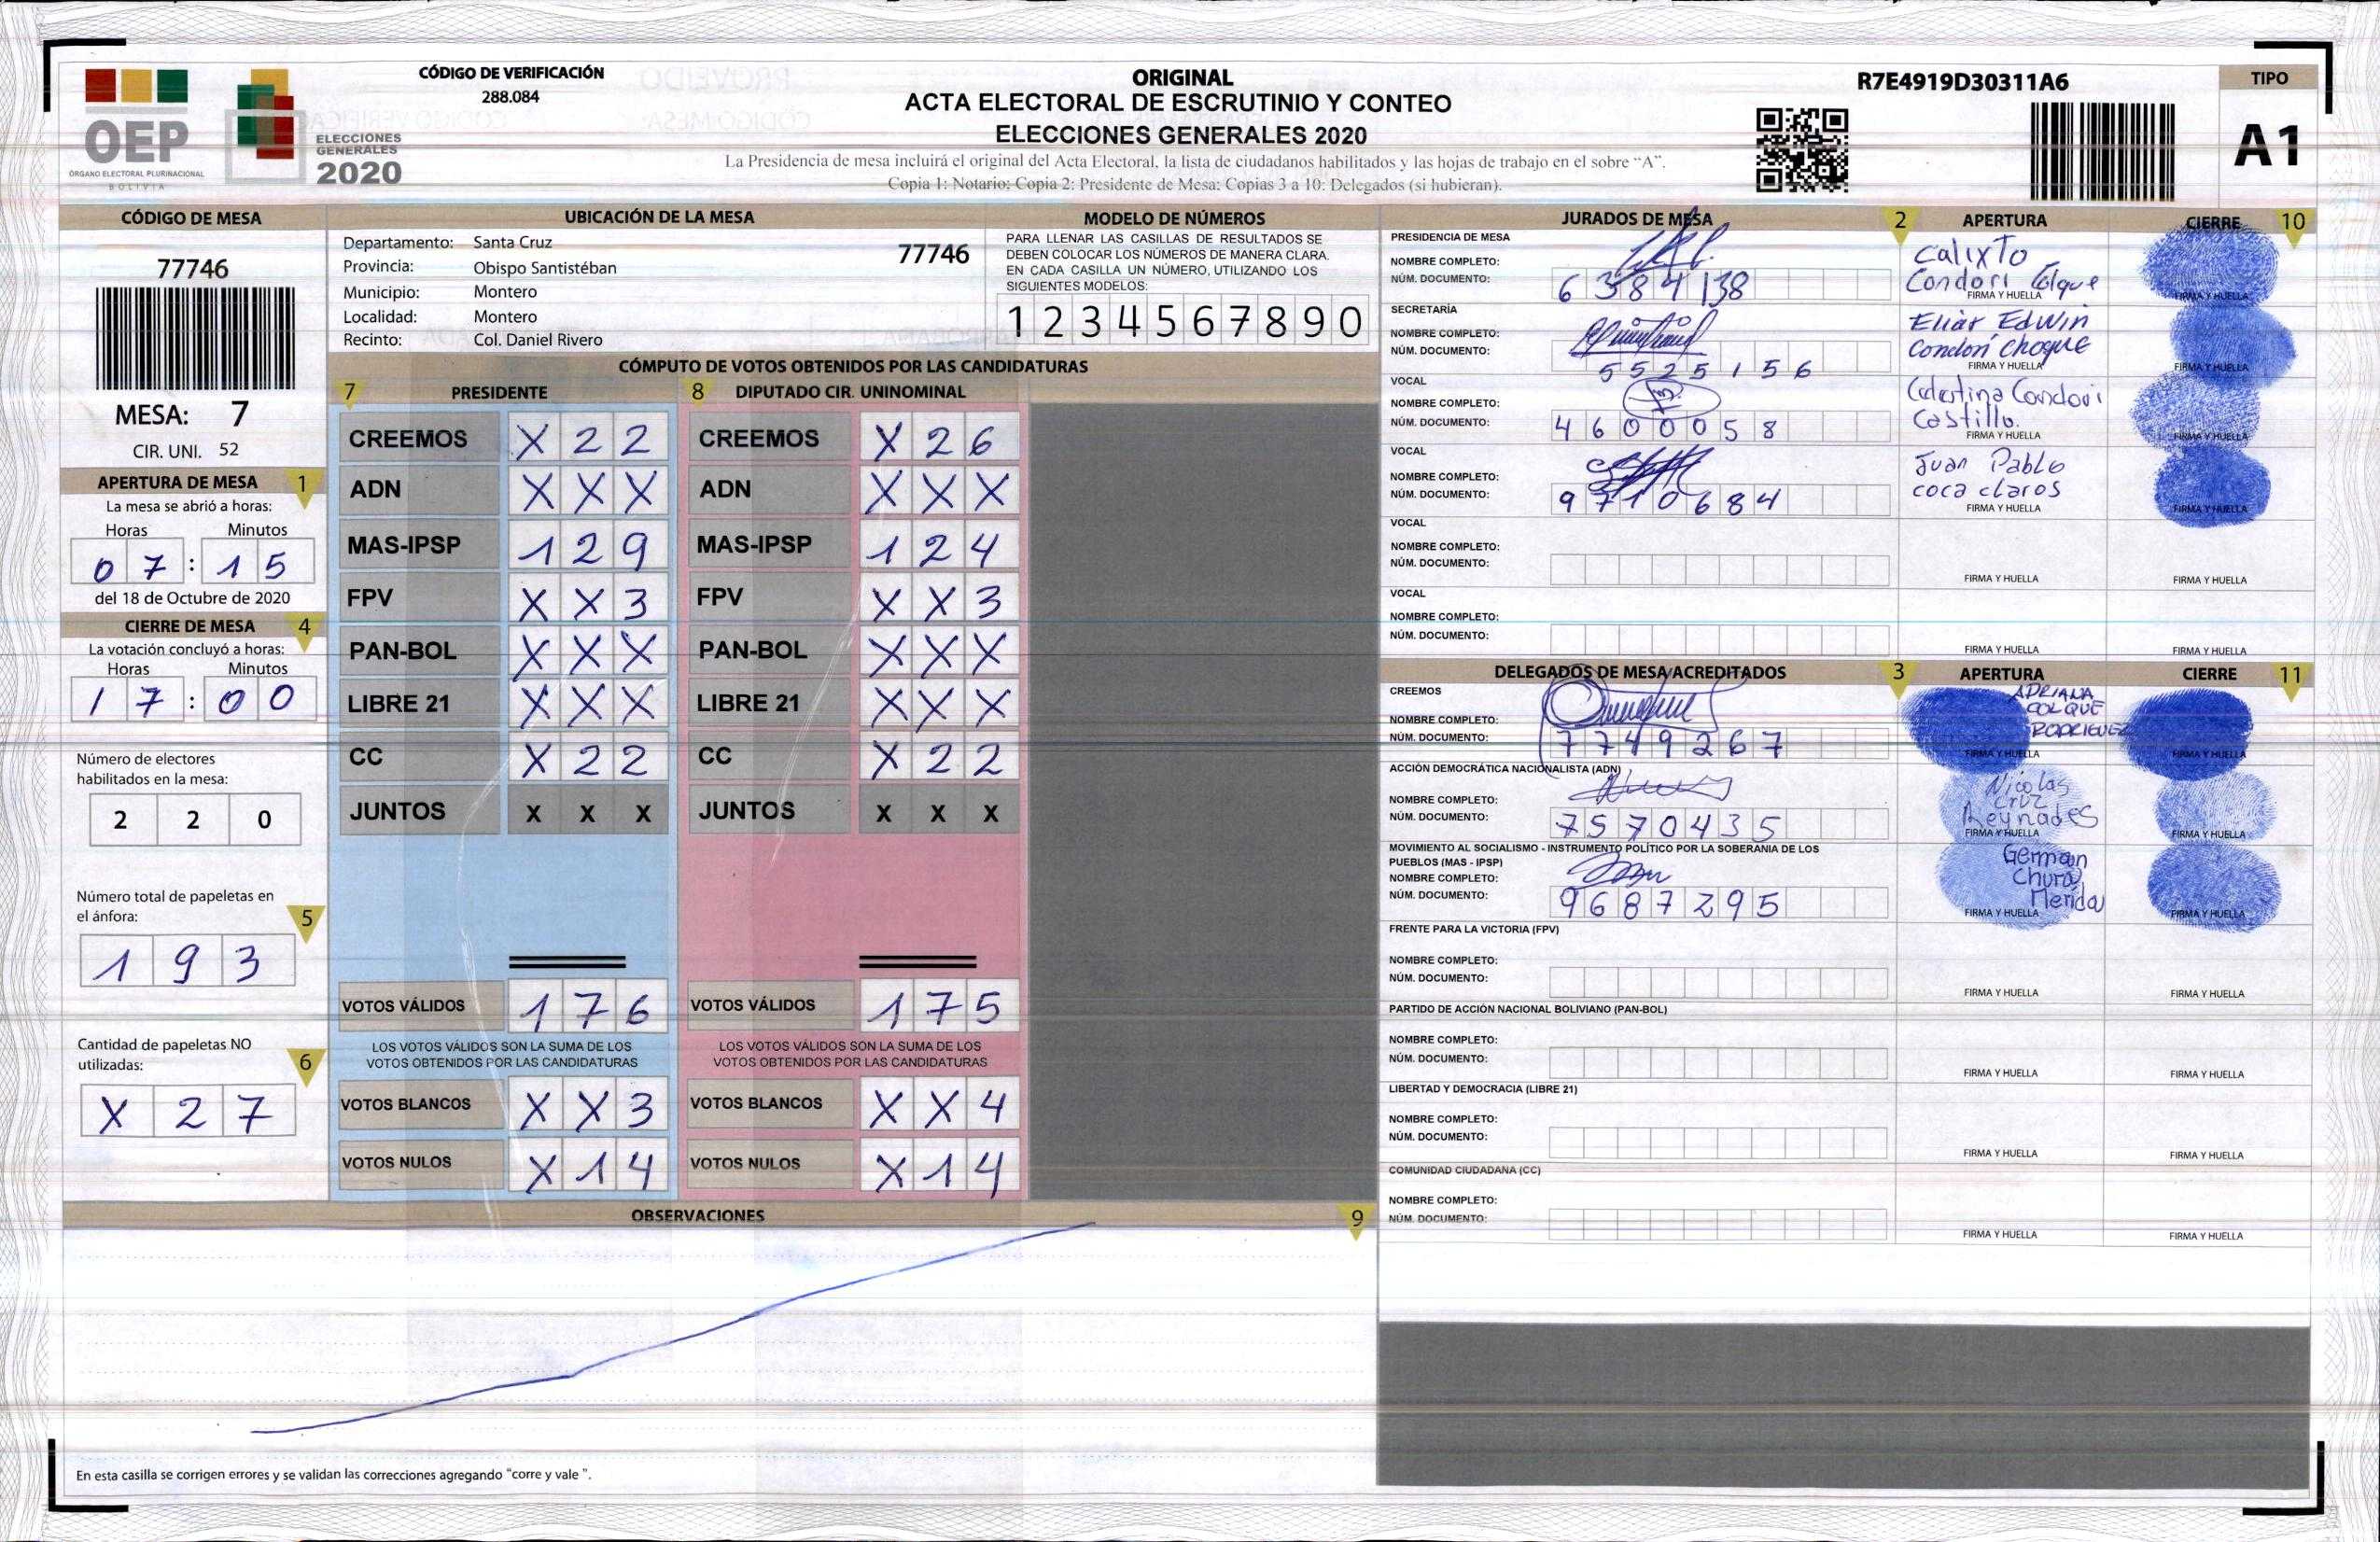 OEP
ÓRGANO ELECTORAL PLURINACIONAL
BOLIVIA
ELECCIONES
GENERALES
2020
CÓDIGO DE VERIFICACIÓN
288.084
ORIGINAL
ACTA ELECTORAL DE ESCRUTINIO Y CONTEO
ELECCIONES GENERALES 2020
La Presidencia de mesa incluirá el original del Acta Electoral, la lista de ciudadanos habilitados y las hojas de trabajo en el sobre “A”.
Copia 1: Notario; Copia 2: Presidente de Mesa; Copias 3 a 10: Delegados (si hubieran).
R7E4919D30311A6
TIPO
A1
CÓDIGO DE MESA
77746
MESA: 7
CIR. UNI. 52
APERTURA DE MESA 1
La mesa se abrió a horas:
Horas Minutos
07:15
del 18 de Octubre de 2020
CIERRE DE MESA 4
La votación concluyó a horas:
Horas Minutos
17:00
Número de electores
habilitados en la mesa:
2 2 0
Número total de papeletas en
el ánfora: 5
1 9 3
Cantidad de papeletas NO
utilizadas: 6
X 2 7
UBICACIÓN DE LA MESA
Departamento: Santa Cruz 77746
Provincia: Obispo Santistéban
Municipio: Montero
Localidad: Montero
Recinto: Col. Daniel Rivero
MODELO DE NÚMEROS
PARA LLENAR LAS CASILLAS DE RESULTADOS SE
DEBEN COLOCAR LOS NÚMEROS DE MANERA CLARA.
EN CADA CASILLA UN NÚMERO, UTILIZANDO LOS
SIGUIENTES MODELOS:
1 2 3 4 5 6 7 8 9 0
CÓMPUTO DE VOTOS OBTENIDOS POR LAS CANDIDATURAS
7 PRESIDENTE 8 DIPUTADO CIR. UNINOMINAL
CREEMOS X 2 2 CREEMOS X 2 6
ADN X X X ADN X X X
MAS-IPSP 1 2 9 MAS-IPSP 1 2 4
FPV X X 3 FPV X X 3
PAN-BOL X X X PAN-BOL X X X
LIBRE 21 X X X LIBRE 21 X X X
CC X 2 2 CC X 2 2
JUNTOS X X X JUNTOS X X X
VOTOS VÁLIDOS 1 7 6 VOTOS VÁLIDOS 1 7 5
LOS VOTOS VÁLIDOS SON LA SUMA DE LOS LOS VOTOS VÁLIDOS SON LA SUMA DE LOS
VOTOS OBTENIDOS POR LAS CANDIDATURAS VOTOS OBTENIDOS POR LAS CANDIDATURAS
VOTOS BLANCOS X X 3 VOTOS BLANCOS X X 4
VOTOS NULOS X 1 4 VOTOS NULOS X 1 4
OBSERVACIONES 9
En esta casilla se corrigen errores y se validan las correcciones agregando “corre y vale ”.
JURADOS DE MESA 2 APERTURA CIERRE 10
PRESIDENCIA DE MESA
NOMBRE COMPLETO: Calixto
NÚM. DOCUMENTO: 6384138 Condori Colque
FIRMA Y HUELLA FIRMA Y HUELLA
SECRETARÍA
NOMBRE COMPLETO: Eliar Edwin
NÚM. DOCUMENTO: 5525156 Condori Choque
FIRMA Y HUELLA FIRMA Y HUELLA
VOCAL
NOMBRE COMPLETO: Celestina Condori
NÚM. DOCUMENTO: 4600058 Castillo.
FIRMA Y HUELLA FIRMA Y HUELLA
VOCAL
NOMBRE COMPLETO: Juan Pablo
NÚM. DOCUMENTO: 9710684 coca claros
FIRMA Y HUELLA FIRMA Y HUELLA
VOCAL
NOMBRE COMPLETO:
NÚM. DOCUMENTO:
FIRMA Y HUELLA FIRMA Y HUELLA
VOCAL
NOMBRE COMPLETO:
NÚM. DOCUMENTO:
FIRMA Y HUELLA FIRMA Y HUELLA
DELEGADOS DE MESA ACREDITADOS 3 APERTURA CIERRE 11
CREEMOS ADRIANA
NOMBRE COMPLETO: COLQUE
NÚM. DOCUMENTO: 7749267 RODRIGUEZ
FIRMA Y HUELLA FIRMA Y HUELLA
ACCIÓN DEMOCRÁTICA NACIONALISTA (ADN) Nicolas
NOMBRE COMPLETO: Cruz
NÚM. DOCUMENTO: 7570435 Reynades
FIRMA Y HUELLA FIRMA Y HUELLA
MOVIMIENTO AL SOCIALISMO - INSTRUMENTO POLÍTICO POR LA SOBERANIA DE LOS
PUEBLOS (MAS - IPSP) German
NOMBRE COMPLETO: Chura
NÚM. DOCUMENTO: 9687295 Merida
FIRMA Y HUELLA FIRMA Y HUELLA
FRENTE PARA LA VICTORIA (FPV)
NOMBRE COMPLETO:
NÚM. DOCUMENTO:
FIRMA Y HUELLA FIRMA Y HUELLA
PARTIDO DE ACCIÓN NACIONAL BOLIVIANO (PAN-BOL)
NOMBRE COMPLETO:
NÚM. DOCUMENTO:
FIRMA Y HUELLA FIRMA Y HUELLA
LIBERTAD Y DEMOCRACIA (LIBRE 21)
NOMBRE COMPLETO:
NÚM. DOCUMENTO:
FIRMA Y HUELLA FIRMA Y HUELLA
COMUNIDAD CIUDADANA (CC)
NOMBRE COMPLETO:
NÚM. DOCUMENTO:
FIRMA Y HUELLA FIRMA Y HUELLA